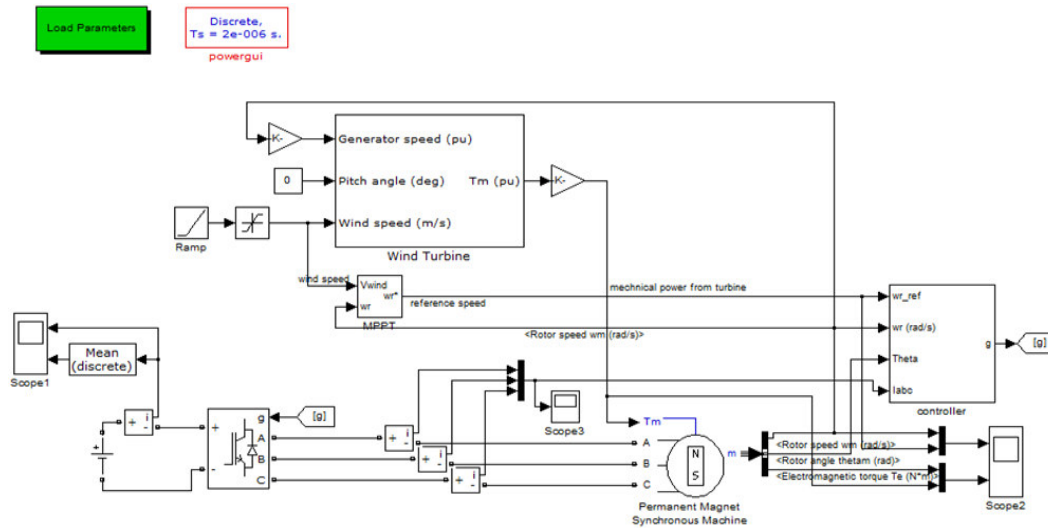 Load Parameters
Discrete,
Ts = 2e-006 s.
powergui
K-
Generator speed (pu)
0
Pitch angle (deg)
Tm (pu)
K-
Wind speed (m/s)
Ramp
Wind Turbine
wind speed
Vwind
wr*
wr
MPPT
reference speed
mechnical power from turbine
<Rotor speed wm (rad/s)>
wr_ref
wr (rad/s)
Theta
Iabo
g
controller
[g]
Mean
(discrete)
Scope1
+
i
-
+
-
g
A
B
C
[g]
+
i
-
+
i
-
+
i
-
Scope3
Tm
A
B
C
N
S
m
Permanent Magnet
Synchronous Machine
<Rotor speed wm (rad/s)>
<Rotor angle thetam (rad)>
<Electromagnetic torque Te (N*m)>
Scope2